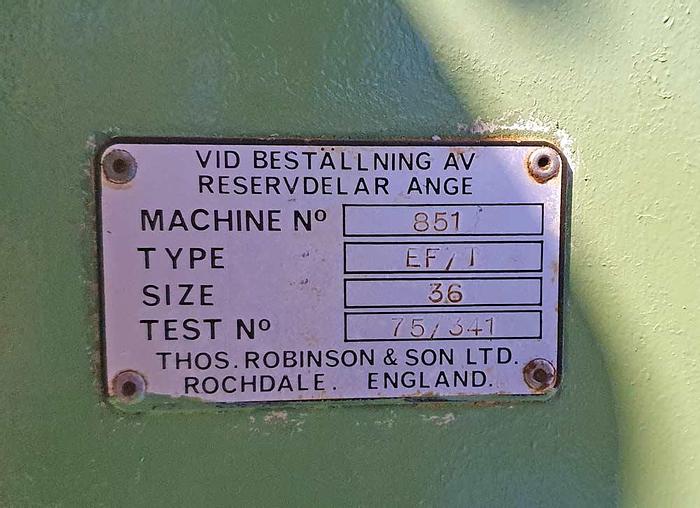 VID BESTÄLLNING AV
RESERVDELAR ANGE
MACHINE Nº 851
TYPE EF/T
SIZE 36
TEST Nº 75/341
THOS. ROBINSON & SON LTD.
ROCHDALE. ENGLAND.